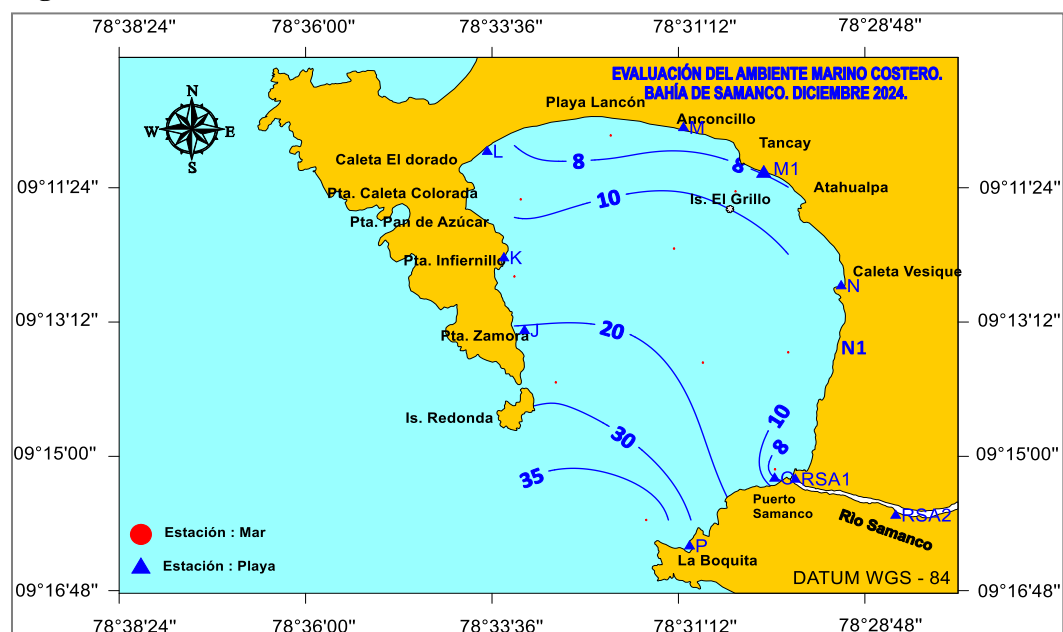 78°38'24" 78°36'00" 78°33'36" 78°31'12" 78°28'48"
EVALUACIÓN DEL AMBIENTE MARINO COSTERO.
BAHÍA DE SAMANCO. DICIEMBRE 2024.
N
W E
S
Playa Lancón
Anconcillo
M
Tancay
Caleta El dorado
L
8
8
M1
09°11'24" 09°11'24"
Pta. Caleta Colorada
10
Is. El Grillo
Atahualpa
Pta. Pan de Azúcar
Pta. Infiernillo
K
Caleta Vesique
N
09°13'12" 09°13'12"
Pta. Zamora
J
20
N1
Is. Redonda
30
10
8
09°15'00" 09°15'00"
35
O
RSA1
Puerto
Samanco
Rio Samanco
RSA2
Estación : Mar
P
La Boquita
Estación : Playa
DATUM WGS - 84
09°16'48" 09°16'48"
78°38'24" 78°36'00" 78°33'36" 78°31'12" 78°28'48"